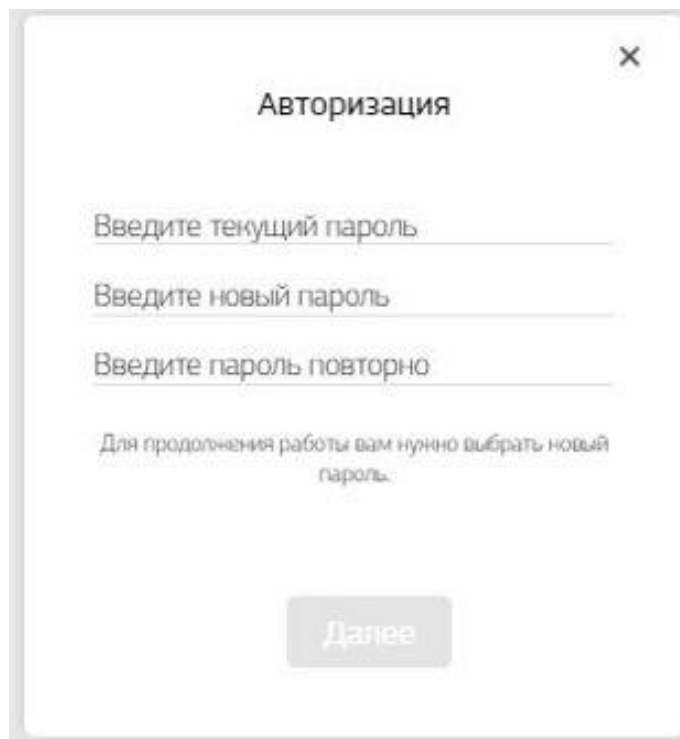 Авторизация
Введите текущий пароль
Введите новый пароль
Введите пароль повторно
Для продолжения работы вам нужно выбрать новый
пароль.
Далее